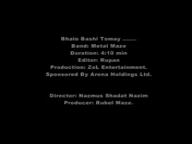 Bhalo Bashi Tomay ........
Band: Metal Maze
Duration: 4:10 min
Editor: Rupan
Production: ZeL Entertainment.
Sponsored By Arena Holdings Ltd.
Director: Nazmus Shadat Nazim
Producer: Rubel Maze.